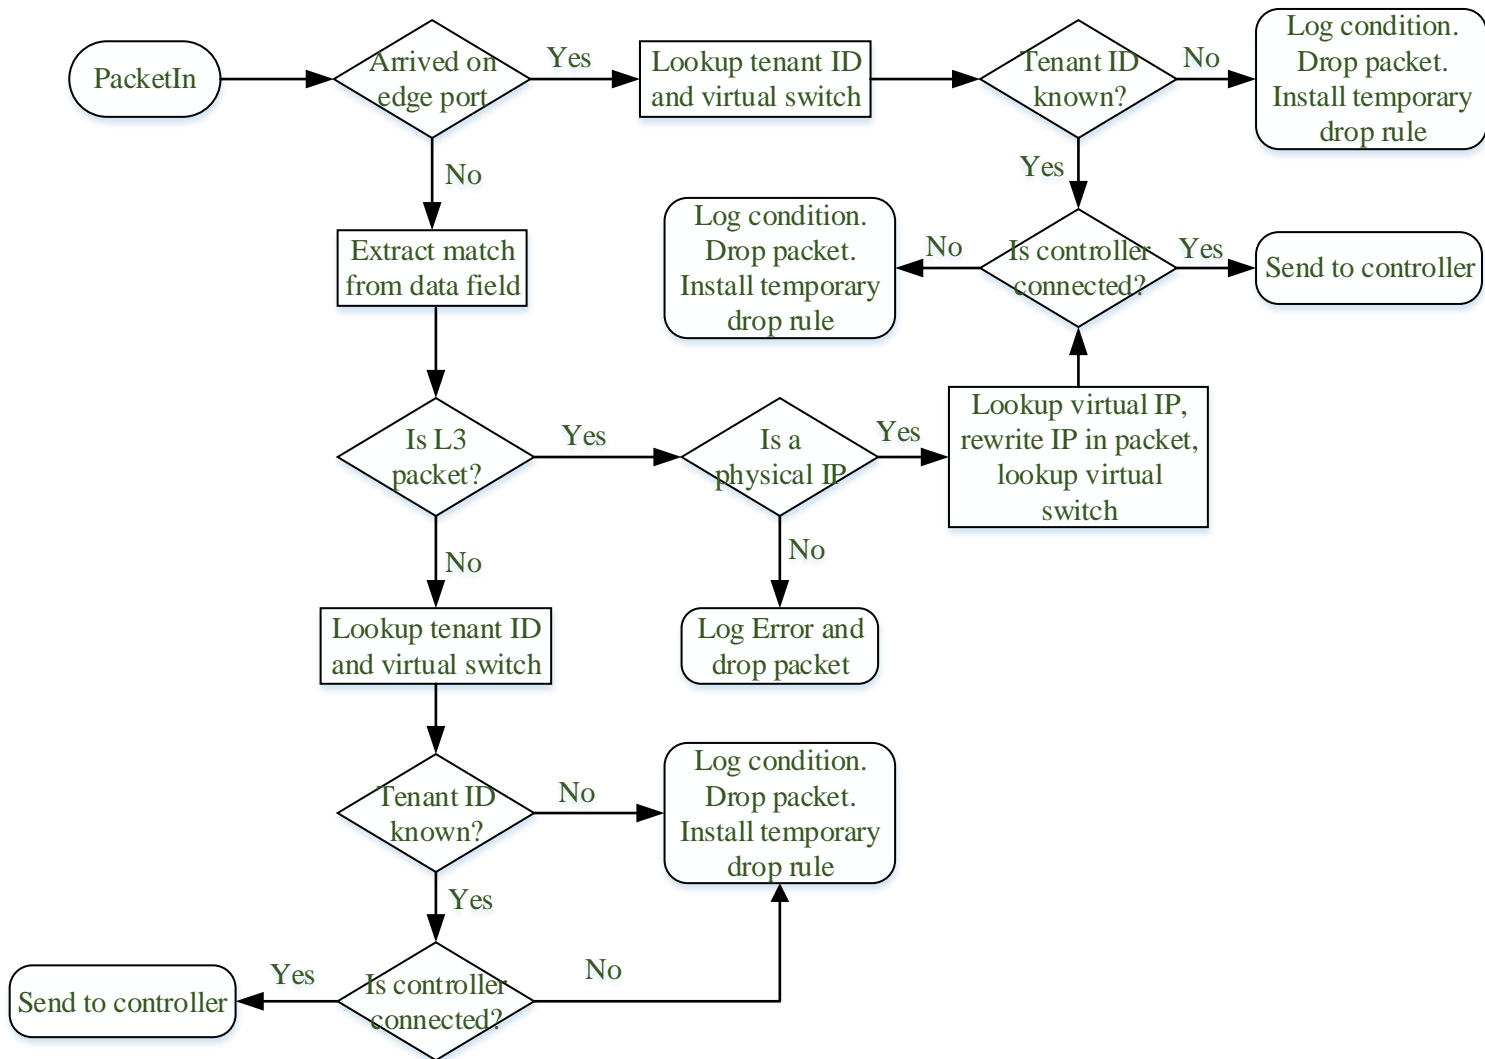 PacketIn
Arrived on
edge port
Yes
Lookup tenant ID
and virtual switch
Tenant ID
known?
No
Log condition.
Drop packet.
Install temporary
drop rule
No
Yes
Extract match
from data field
Log condition.
Drop packet.
Install temporary
drop rule
No
Is controller
connected?
Yes
Send to controller
Is L3
packet?
Yes
Is a
physical IP
Yes
Lookup virtual IP,
rewrite IP in packet,
lookup virtual
switch
No
No
Lookup tenant ID
and virtual switch
Log Error and
drop packet
Tenant ID
known?
No
Log condition.
Drop packet.
Install temporary
drop rule
Yes
Send to controller
Yes
Is controller
connected?
No